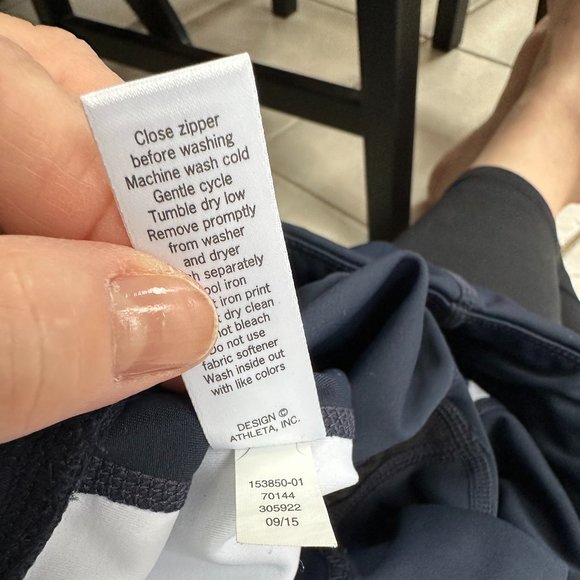 Close zipper
before washing
Machine wash cold
Gentle cycle
Tumble dry low
Remove promptly
from washer
and dryer
separately
iron
iron print
dry clean
bleach
Do not use
fabric softener
Wash inside out
with like colors
DESIGN ©
ATHLETA, INC.
153850-01
70144
305922
09/15